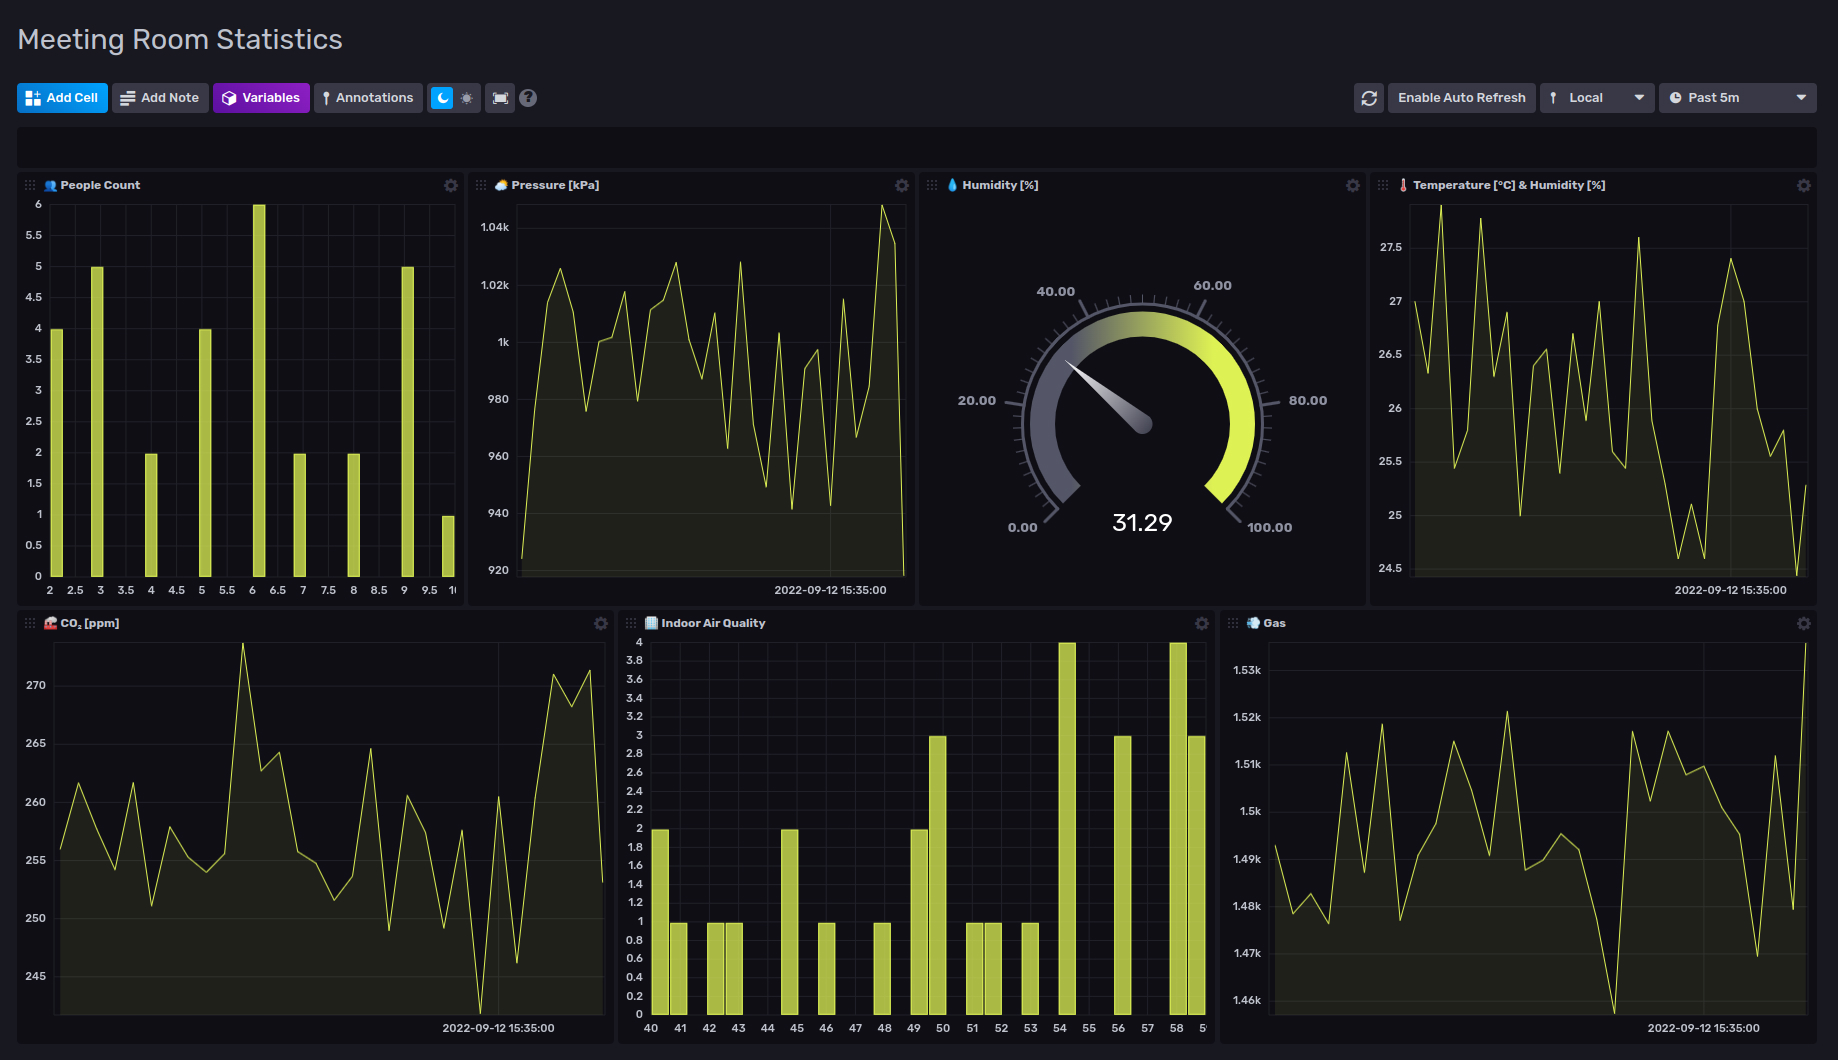 Meeting Room Statistics
Add Cell Add Note Variables Annotations ? Enable Auto Refresh Local Past 5m
People Count
6
5.5
5
4.5
4
3.5
3
2.5
2
1.5
1
0.5
0
2 2.5 3 3.5 4 4.5 5 5.5 6 6.5 7 7.5 8 8.5 9 9.5
Pressure [kPa]
1.04k
1.02k
1k
980
960
940
920
2022-09-12 15:35:00
Humidity [%]
40.00 60.00
20.00 80.00
0.00 31.29 100.00
Temperature [°C] & Humidity [%]
27.5
27
26.5
26
25.5
25
24.5
2022-09-12 15:35:00
CO₂ [ppm]
270
265
260
255
250
245
2022-09-12 15:35:00
Indoor Air Quality
4
3.8
3.6
3.4
3.2
3
2.8
2.6
2.4
2.2
2
1.8
1.6
1.4
1.2
1
0.8
0.6
0.4
0.2
0
40 41 42 43 44 45 46 47 48 49 50 51 52 53 54 55 56 57 58
Gas
1.53k
1.52k
1.51k
1.5k
1.49k
1.48k
1.47k
1.46k
2022-09-12 15:35:00